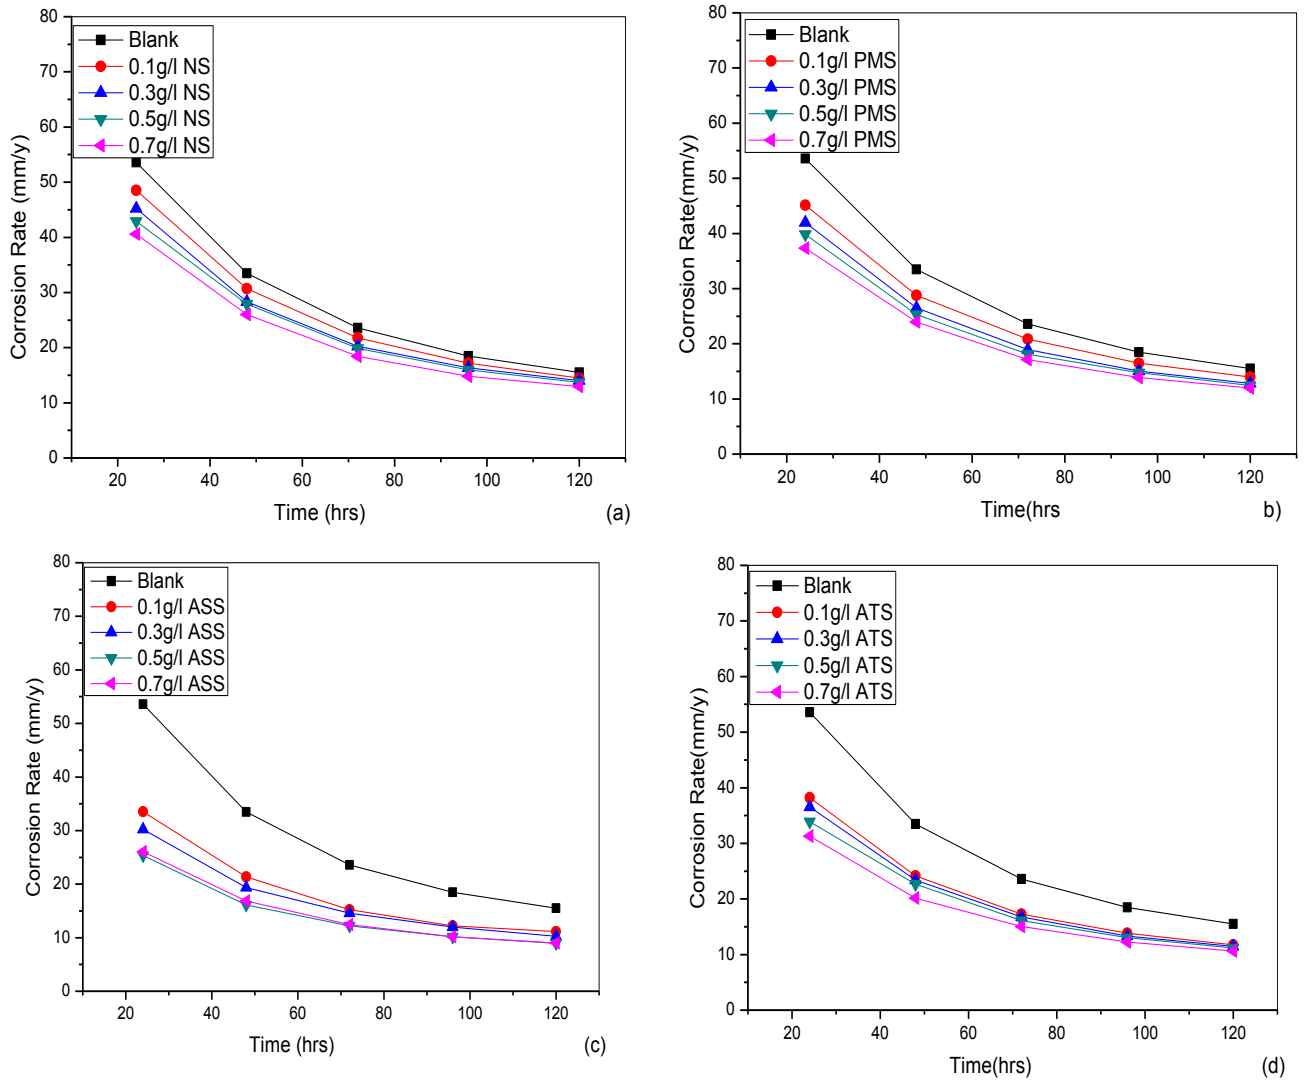 80
70
60
50
40
30
20
10
0
Corrosion Rate (mm/y)
Blank
0.1g/l NS
0.3g/l NS
0.5g/l NS
0.7g/l NS
20 40 60 80 100 120
Time (hrs) (a)
80
70
60
50
40
30
20
10
0
Corrosion Rate(mm/y)
Blank
0.1g/l PMS
0.3g/l PMS
0.5g/l PMS
0.7g/l PMS
20 40 60 80 100 120
Time(hrs b)
80
70
60
50
40
30
20
10
0
Corrosion Rate (mm/y)
Blank
0.1g/l ASS
0.3g/l ASS
0.5g/l ASS
0.7g/l ASS
20 40 60 80 100 120
Time (hrs) (c)
80
70
60
50
40
30
20
10
0
Corrosion Rate(mm/y)
Blank
0.1g/l ATS
0.3g/l ATS
0.5g/l ATS
0.7g/l ATS
20 40 60 80 100 120
Time(hrs) (d)